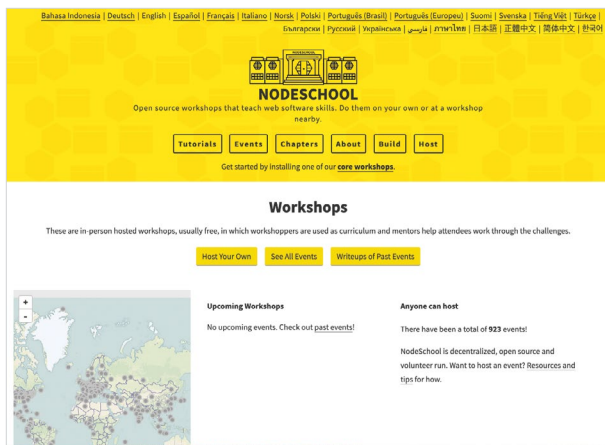 Bahasa Indonesia | Deutsch | English | Español | Français | Italiano | Norsk | Polski | Português (Brasil) | Português (Europeu) | Suomi | Svenska | Tiếng Việt | Türkçe |
Български | Русский | Українська | فارسی | ภาษาไทย | 日本語 | 正體中文 | 简体中文 | 한국어
NODESCHOOL
Open source workshops that teach web software skills. Do them on your own or at a workshop
nearby.
Tutorials Events Chapters About Build Host
Get started by installing one of our core workshops.
Workshops
These are in-person hosted workshops, usually free, in which workshoppers are used as curriculum and mentors help attendees work through the challenges.
Host Your Own See All Events Writeups of Past Events
+
-
Upcoming Workshops
No upcoming events. Check out past events!
Anyone can host
There have been a total of 923 events!
NodeSchool is decentralized, open source and
volunteer run. Want to host an event? Resources and
tips for how.